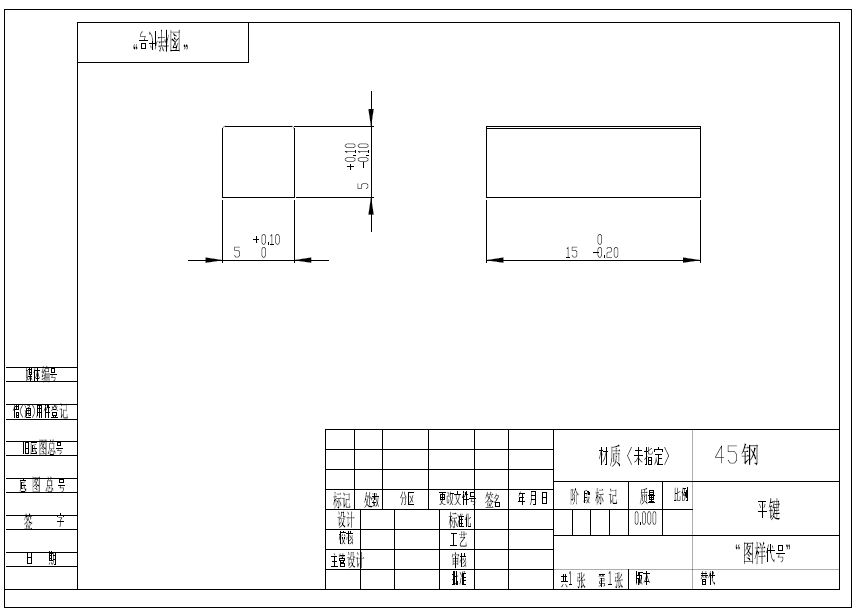 “图样代号”
+0.10
-0.10
5
+0.10
5 0
0
15 -0.20
媒体编号
借(通)用件登记
旧底图总号
底图总号
签 字
日 期
材质〈未指定〉 45钢
标记 处数 分区 更改文件号 签名 年月日 阶段标记 质量 比例
设计 标准化 0.000 平键
校核 工艺
主管设计 审核 “图样代号”
批准 共1张 第1张 版本 替代